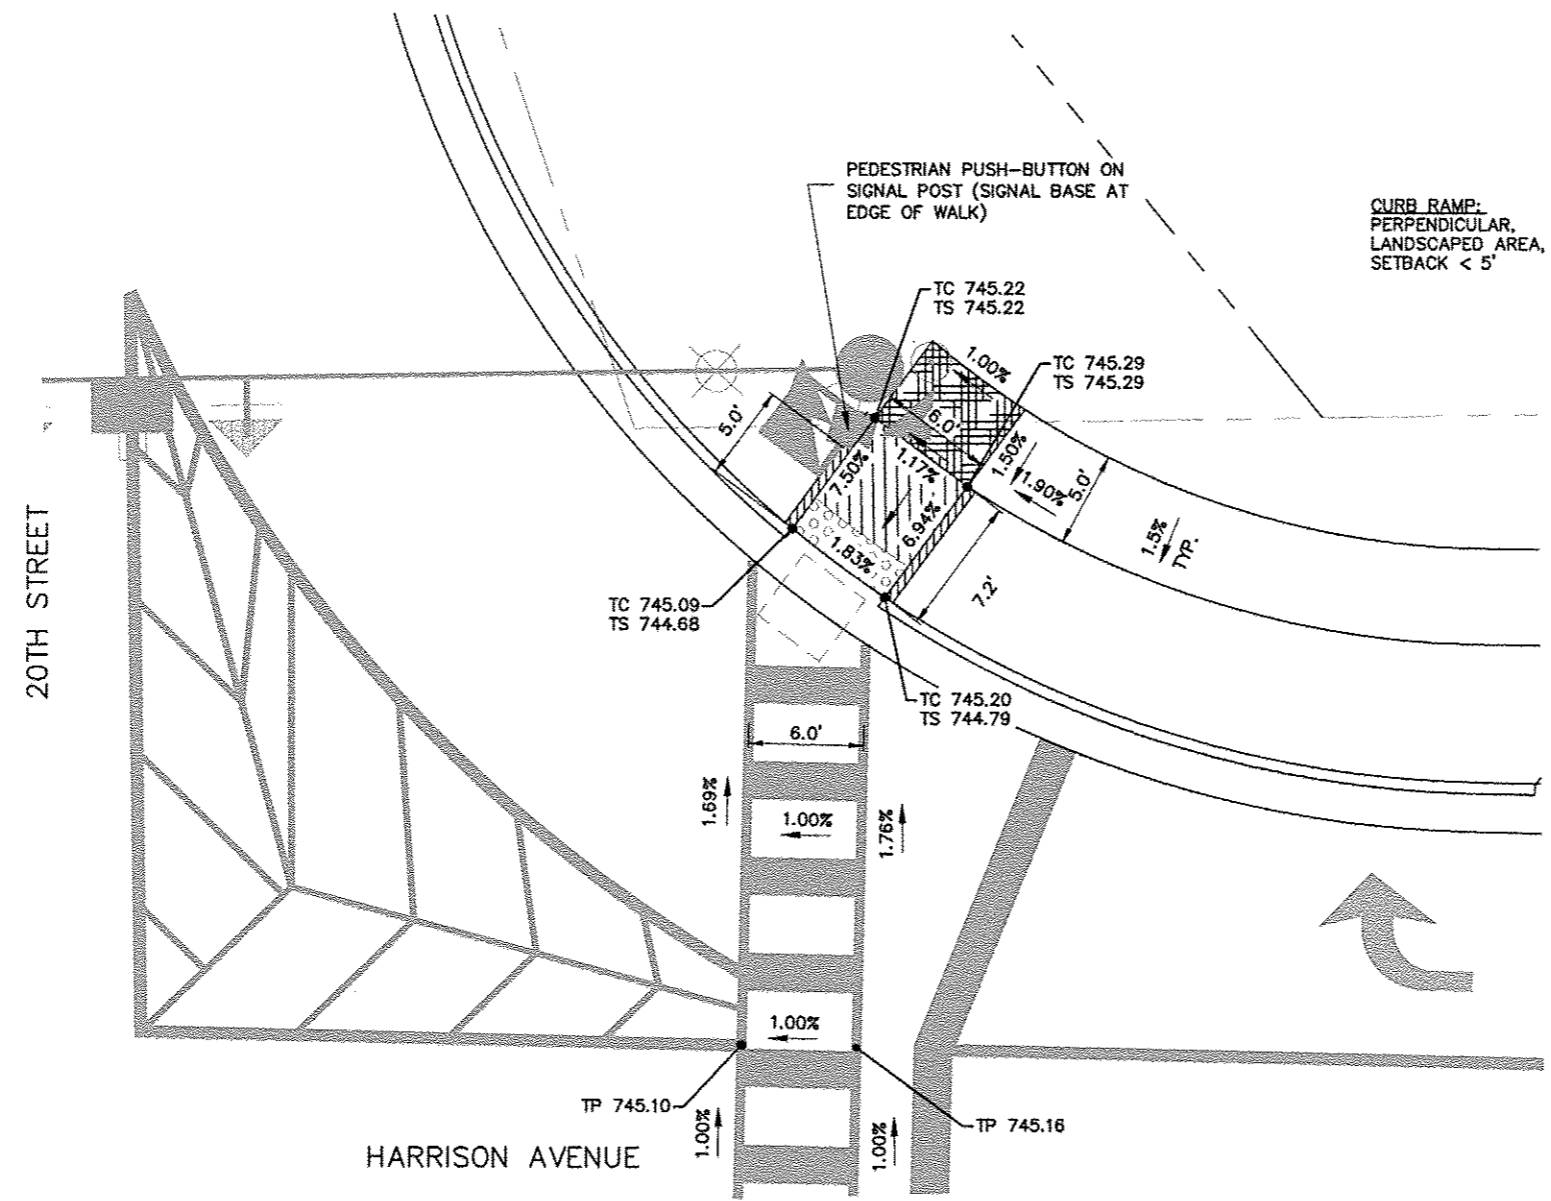 PEDESTRIAN PUSH-BUTTON ON
SIGNAL POST (SIGNAL BASE AT
EDGE OF WALK)
CURB RAMP:
PERPENDICULAR,
LANDSCAPED AREA,
SETBACK < 5'
TC 745.22
TS 745.22
1.00%
TC 745.29
TS 745.29
5.0'
6.0'
7.50%
1.17%
1.50%
1.90%
5.0'
6.94%
1.5%
TYP.
1.83%
7.2'
20TH STREET
TC 745.09
TS 744.68
TC 745.20
TS 744.79
6.0'
1.69%
1.00%
1.76%
1.00%
TP 745.10
TP 745.16
1.00%
1.00%
HARRISON AVENUE